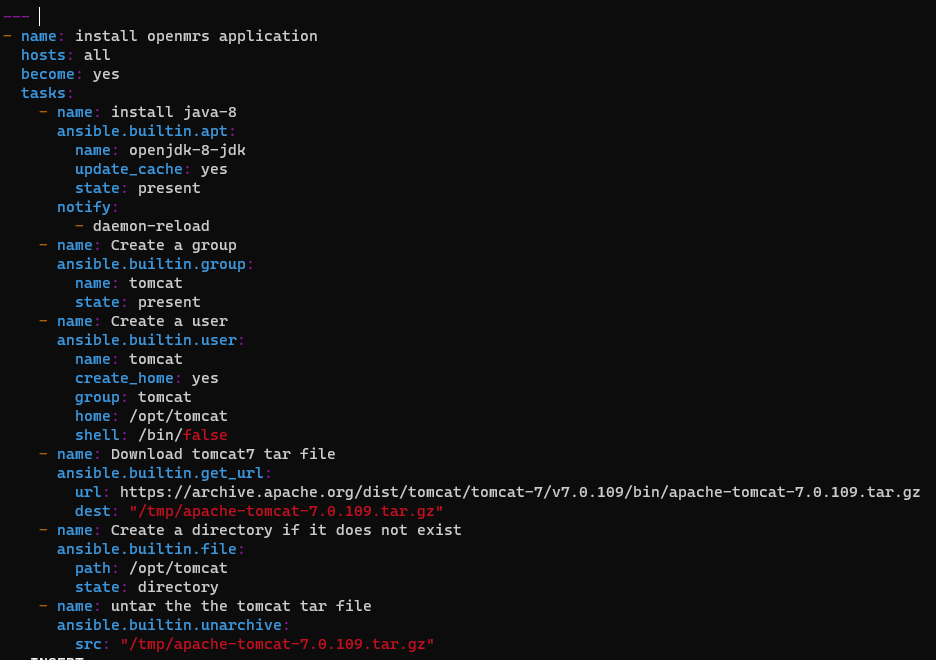 ---
- name: install openmrs application
  hosts: all
  become: yes
  tasks:
    - name: install java-8
      ansible.builtin.apt:
        name: openjdk-8-jdk
        update_cache: yes
        state: present
      notify:
        - daemon-reload
    - name: Create a group
      ansible.builtin.group:
        name: tomcat
        state: present
    - name: Create a user
      ansible.builtin.user:
        name: tomcat
        create_home: yes
        group: tomcat
        home: /opt/tomcat
        shell: /bin/false
    - name: Download tomcat7 tar file
      ansible.builtin.get_url:
        url: https://archive.apache.org/dist/tomcat/tomcat-7/v7.0.109/bin/apache-tomcat-7.0.109.tar.gz
        dest: "/tmp/apache-tomcat-7.0.109.tar.gz"
    - name: Create a directory if it does not exist
      ansible.builtin.file:
        path: /opt/tomcat
        state: directory
    - name: untar the the tomcat tar file
      ansible.builtin.unarchive:
        src: "/tmp/apache-tomcat-7.0.109.tar.gz"